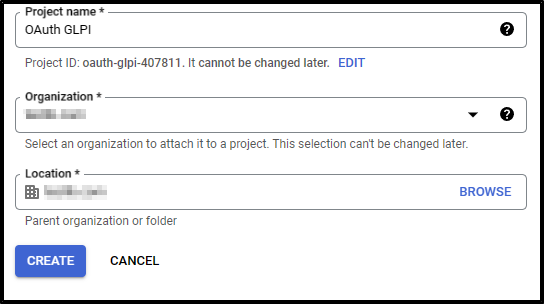 Project name *
OAuth GLPI
Project ID: oauth-glpi-407811. It cannot be changed later. EDIT
Organization *
Select an organization to attach it to a project. This selection can't be changed later.
Location *
BROWSE
Parent organization or folder
CREATE CANCEL